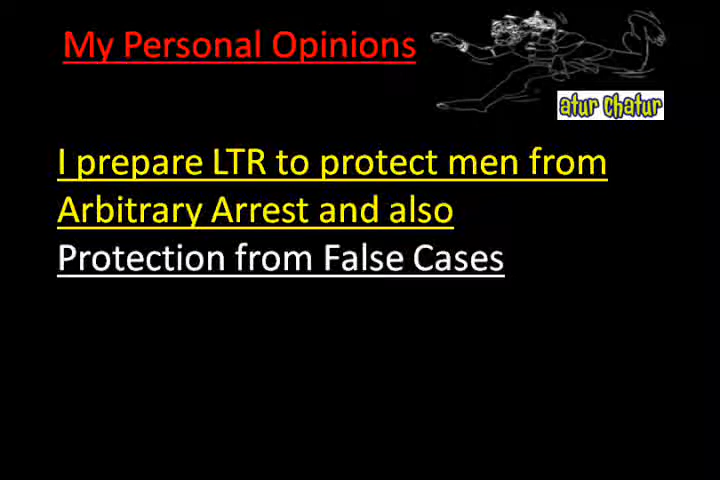 My Personal Opinions
atur chatur
I prepare LTR to protect men from
Arbitrary Arrest and also
Protection from False Cases